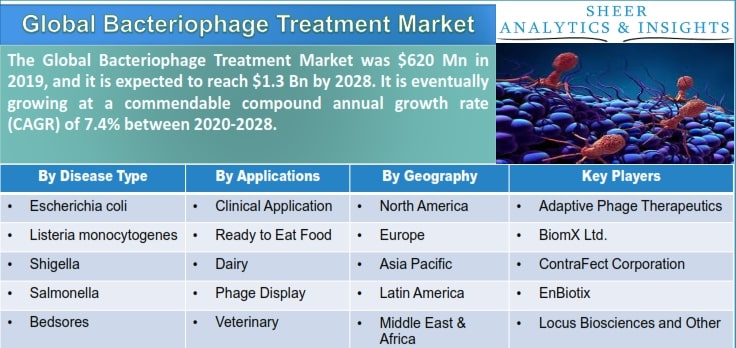 Global Bacteriophage Treatment Market
SHEER
ANALYTICS & INSIGHTS
The Global Bacteriophage Treatment Market was $620 Mn in
2019, and it is expected to reach $1.3 Bn by 2028. It is eventually
growing at a commendable compound annual growth rate
(CAGR) of 7.4% between 2020-2028.
By Disease Type By Applications By Geography Key Players
• Escherichia coli • Clinical Application • North America • Adaptive Phage Therapeutics
• Listeria monocytogenes • Ready to Eat Food • Europe • BiomX Ltd.
• Shigella • Dairy • Asia Pacific • ContraFect Corporation
• Salmonella • Phage Display • Latin America • EnBiotix
• Bedsores • Veterinary • Middle East & • Locus Biosciences and Other
Africa